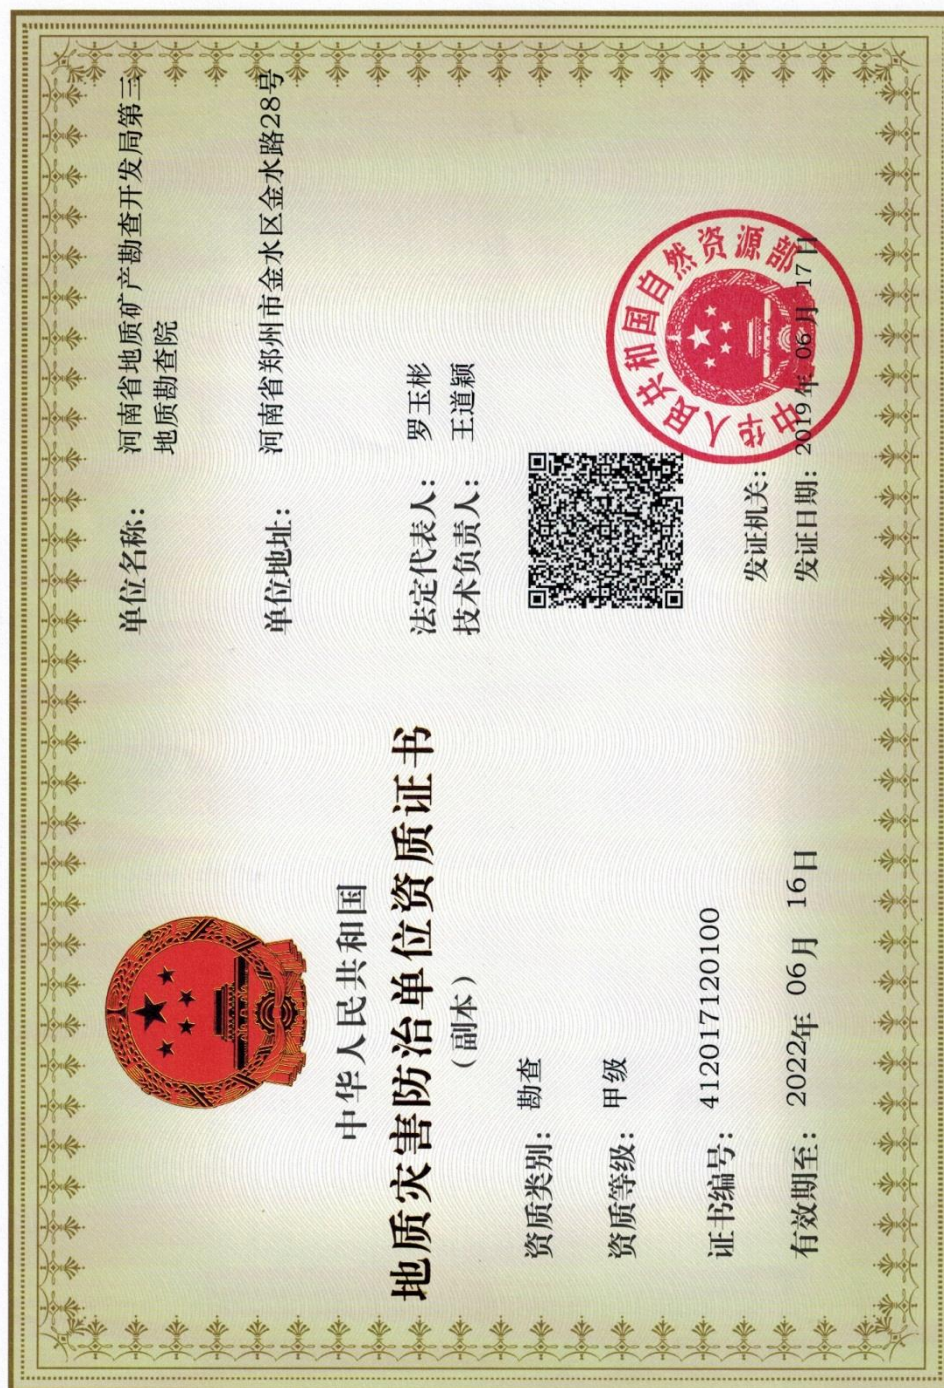 中华人民共和国
地质灾害防治单位资质证书
（副本）
资质类别： 勘查
资质等级： 甲级
证书编号： 412017120100
有效期至： 2022年 06月 16日
单位名称： 河南省地质矿产勘查开发局第三
地质勘查院
单位地址： 河南省郑州市金水区金水路28号
法定代表人： 罗玉彬
技术负责人： 王道颖
发证机关：
发证日期： 2019年 06月 17日
中华人民共和国自然资源部